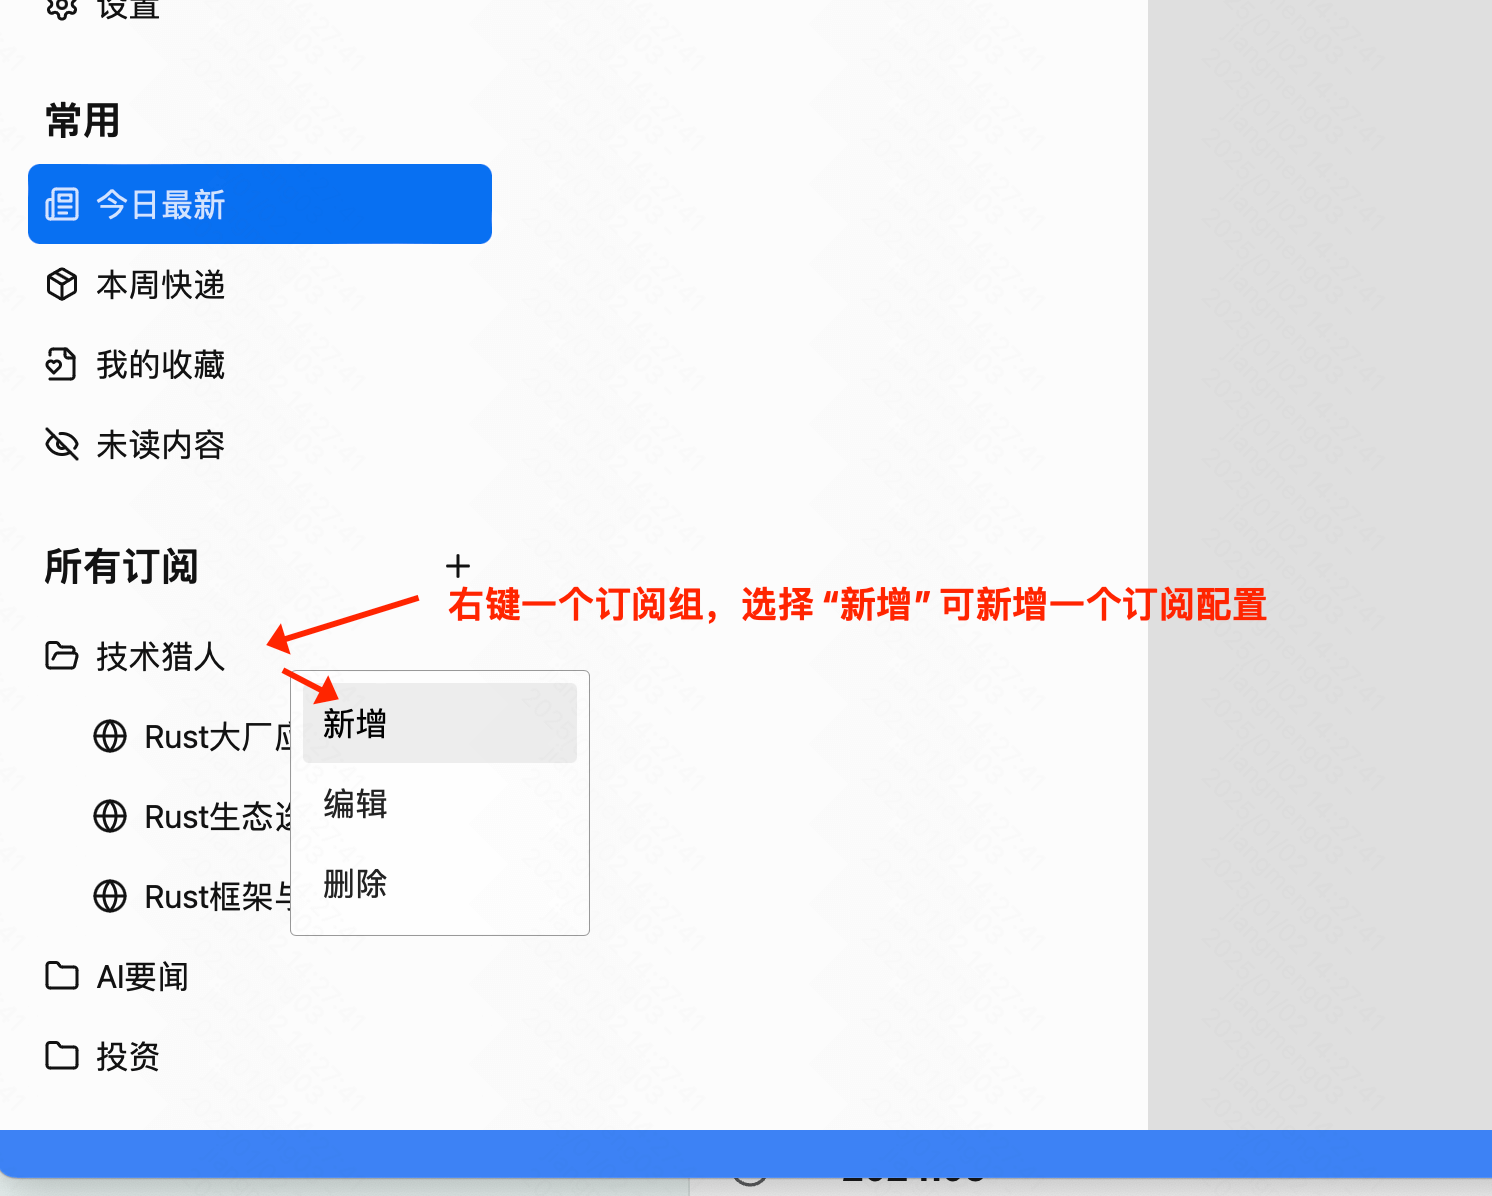 设置
常用
今日最新
本周快递
我的收藏
未读内容
所有订阅
右键一个订阅组，选择 “新增” 可新增一个订阅配置
技术猎人
新增
Rust大厂
编辑
Rust生态
删除
Rust框架与
AI要闻
投资